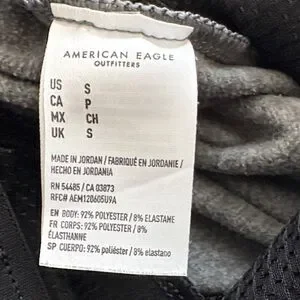 AMERICAN EAGLE
OUTFITTERS
US S
CA P
MX CH
UK S
MADE IN JORDAN / FABRIQUÉ EN JORDANIE /
HECHO EN JORDANIA
RN 54485 / CA 03873
RFC# AEM120605U9A
EN BODY: 92% POLYESTER / 8% ELASTANE
FR CORPS: 92% POLYESTER / 8%
ÉLASTHANNE
SP CUERPO: 92% poliéster / 8% elastano